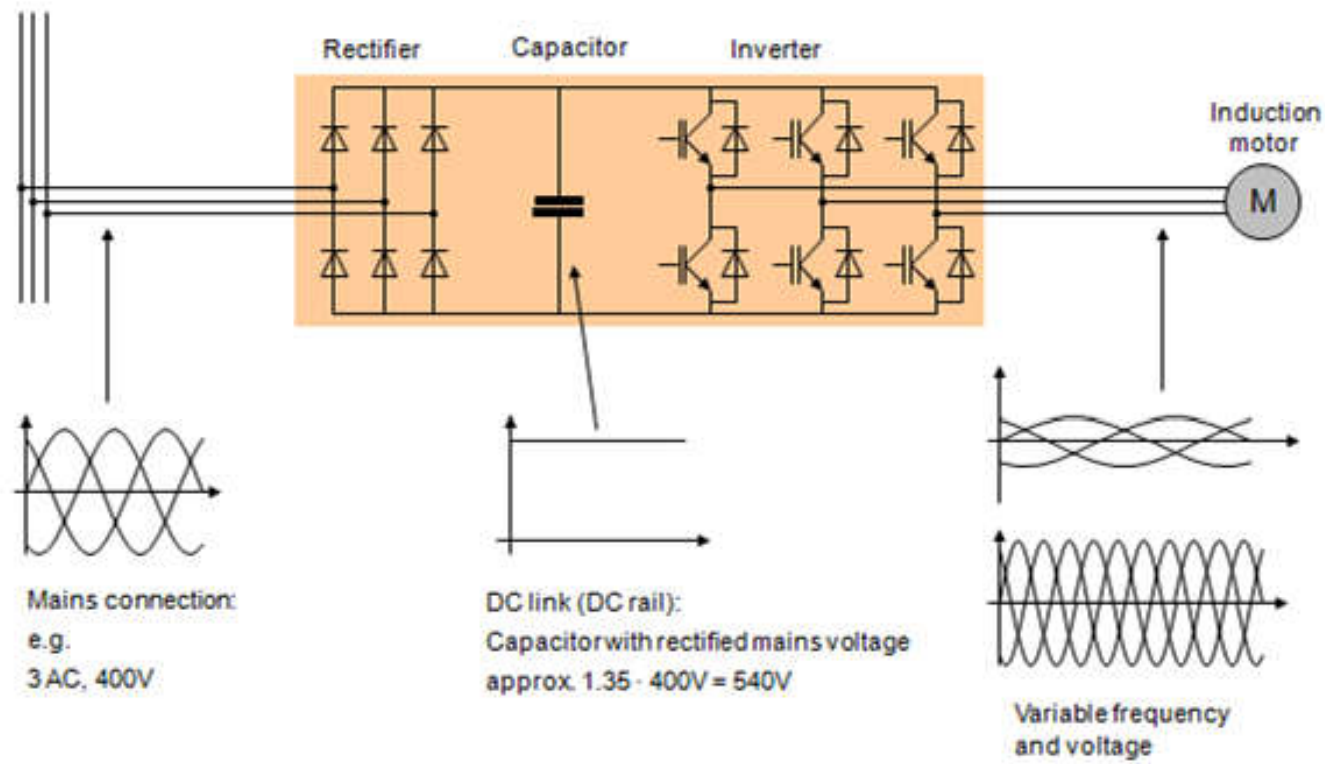 Rectifier
Capacitor
Inverter
Induction
motor
M
Mains connection:
e.g.
3 AC, 400V
DC link (DC rail):
Capacitor with rectified mains voltage
approx. 1.35 · 400V = 540V
Variable frequency
and voltage